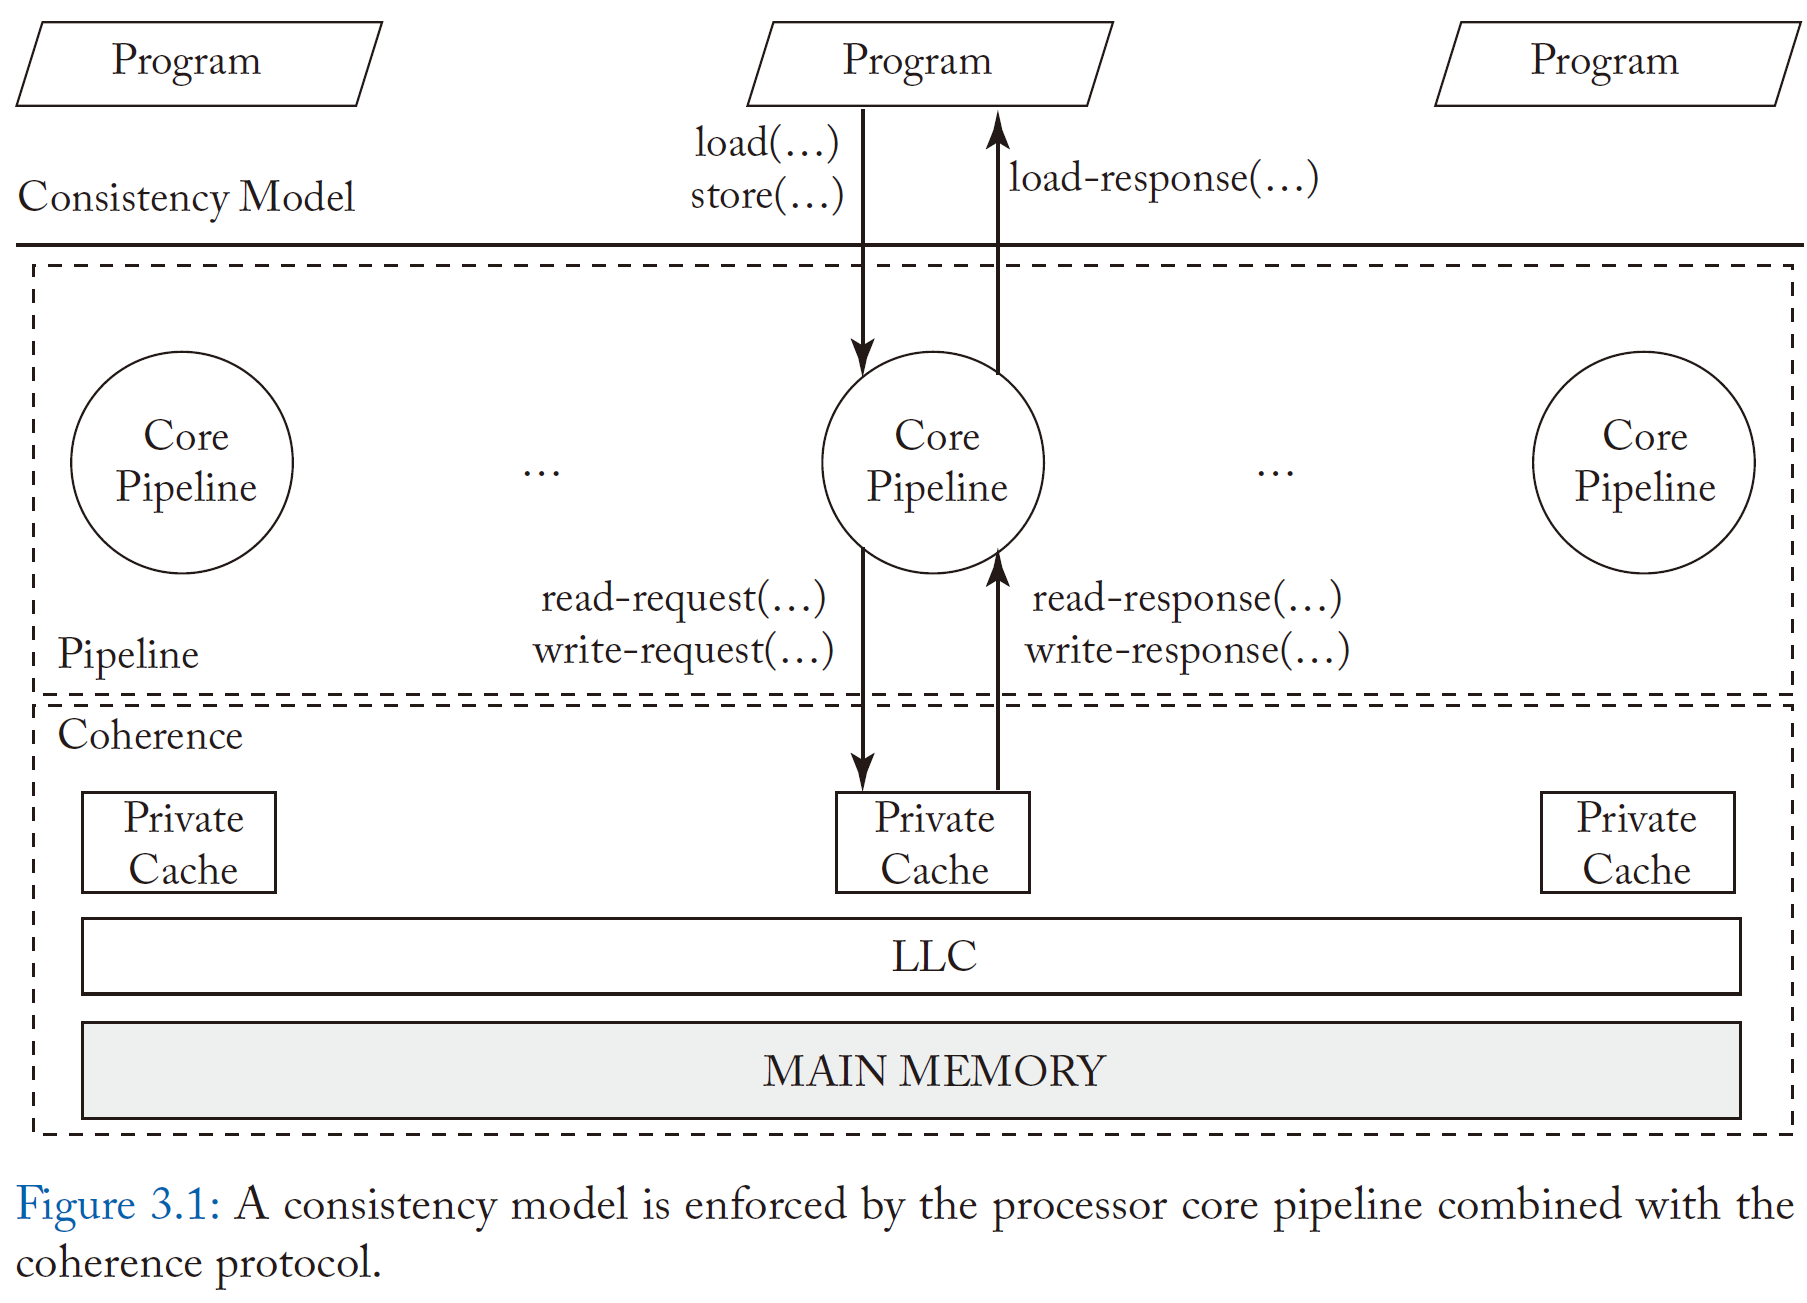 Program
Program
Program
load(…)
store(…)
load-response(…)
Consistency Model
Core
Pipeline
…
Core
Pipeline
…
Core
Pipeline
read-request(…)
write-request(…)
read-response(…)
write-response(…)
Pipeline
Coherence
Private
Cache
Private
Cache
Private
Cache
LLC
MAIN MEMORY
Figure 3.1: A consistency model is enforced by the processor core pipeline combined with the
coherence protocol.